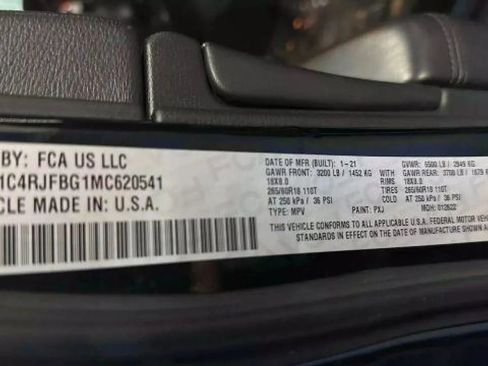 BY: FCA US LLC
1C4RJFBG1MC620541
CLE MADE IN: U.S.A.
DATE OF MFR (BUILT): 1-21 GVWR: 6500 LB / 2949 KG
GAWR FRONT: 3200 LB / 1452 KG WITH GAWR REAR: 3700 LB / 1679 KG
18X8.0 RIMS 18X8.0
265/60R18 110T TIRES 265/60R18 110T
AT 250 kPa / 36 PSI COLD AT 250 kPa / 36 PSI
TYPE: MPV PAINT: PXJ MDH: 012622
THIS VEHICLE CONFORMS TO ALL APPLICABLE U.S.A. FEDERAL MOTOR VEHIC
STANDARDS IN EFFECT ON THE DATE OF MANUFACTURE SHOWN A